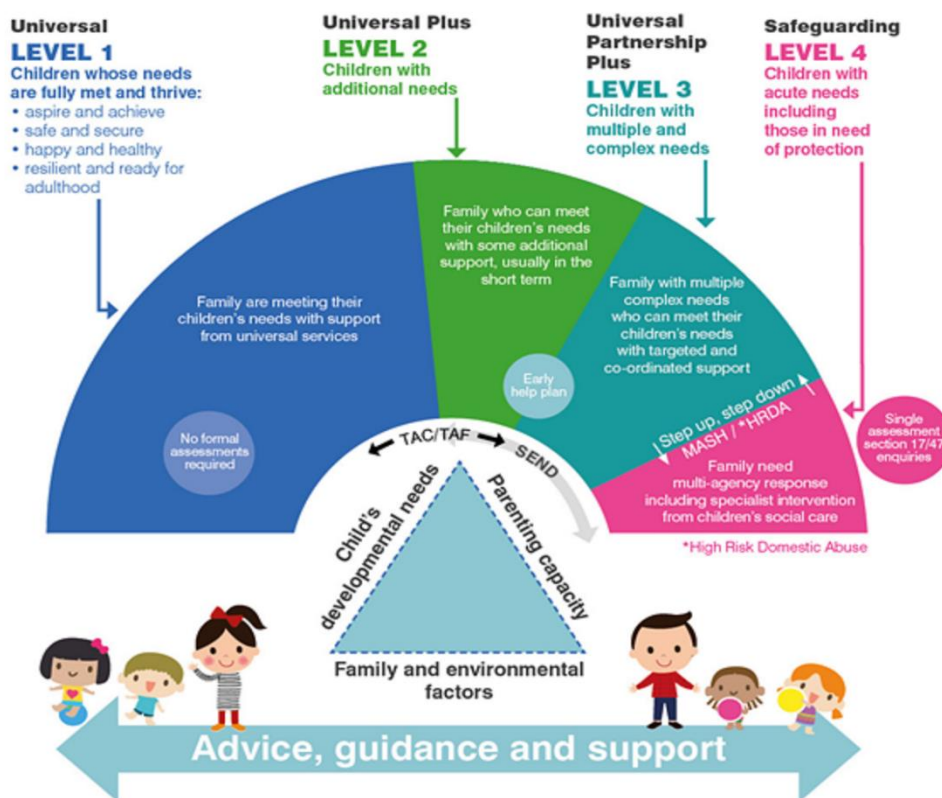 Universal
LEVEL 1
Children whose needs
are fully met and thrive:
• aspire and achieve
• safe and secure
• happy and healthy
• resilient and ready for
adulthood
Universal Plus
LEVEL 2
Children with
additional needs
Universal
Partnership
Plus
LEVEL 3
Children with
multiple and
complex needs
Safeguarding
LEVEL 4
Children with
acute needs
including
those in need
of protection
Family are meeting their
children's needs with support
from universal services
No formal
assessments
required
Family who can meet
their children's needs
with some additional
support, usually in the
short term
Early
help plan
Family with multiple
complex needs
who can meet their
children's needs
with targeted and
co-ordinated support
Step up, step down
MASH / *HRDA
Family need
multi-agency response
including specialist intervention
from children's social care
Single
assessment
section 17/47
enquiries
*High Risk Domestic Abuse
TAC/TAF
SEND
Child's
developmental needs
Parenting capacity
Family and environmental
factors
Advice, guidance and support